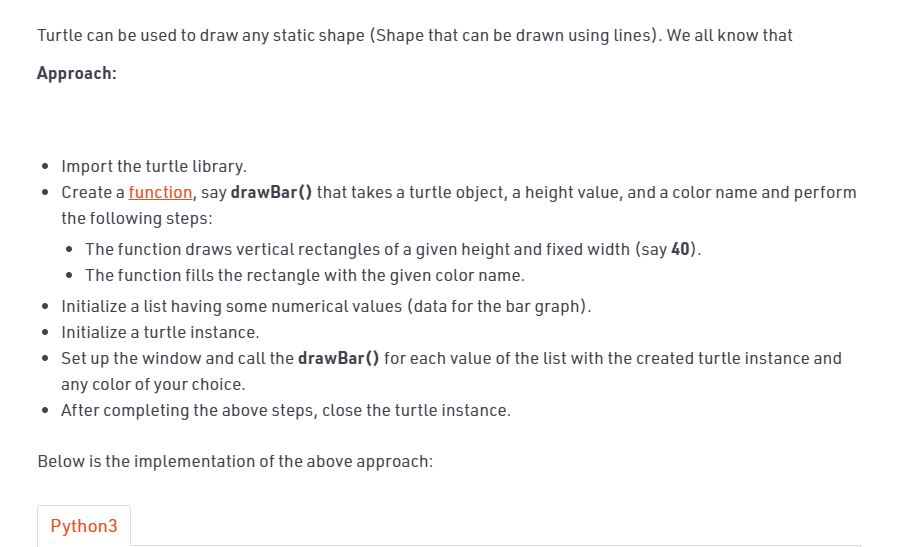 Turtle can be used to draw any static shape (Shape that can be drawn using lines). We all know that
Approach:
• Import the turtle library.
• Create a function, say drawBar() that takes a turtle object, a height value, and a color name and perform
the following steps:
• The function draws vertical rectangles of a given height and fixed width (say 40).
• The function fills the rectangle with the given color name.
• Initialize a list having some numerical values (data for the bar graph).
• Initialize a turtle instance.
• Set up the window and call the drawBar() for each value of the list with the created turtle instance and
any color of your choice.
• After completing the above steps, close the turtle instance.
Below is the implementation of the above approach:
Python3